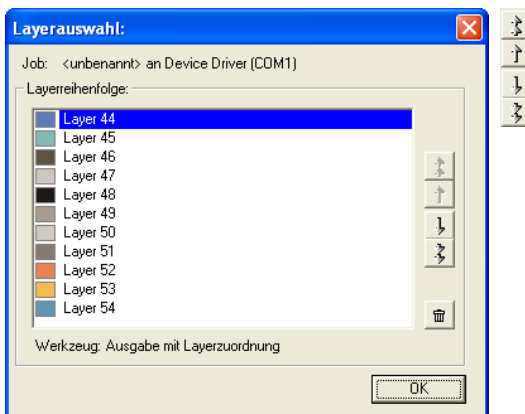 Layerauswahl:
Job: <unbenannt> an Device Driver (COM1)
Layerreihenfolge:
Layer 44
Layer 45
Layer 46
Layer 47
Layer 48
Layer 49
Layer 50
Layer 51
Layer 52
Layer 53
Layer 54
Werkzeug: Ausgabe mit Layerzuordnung
OK